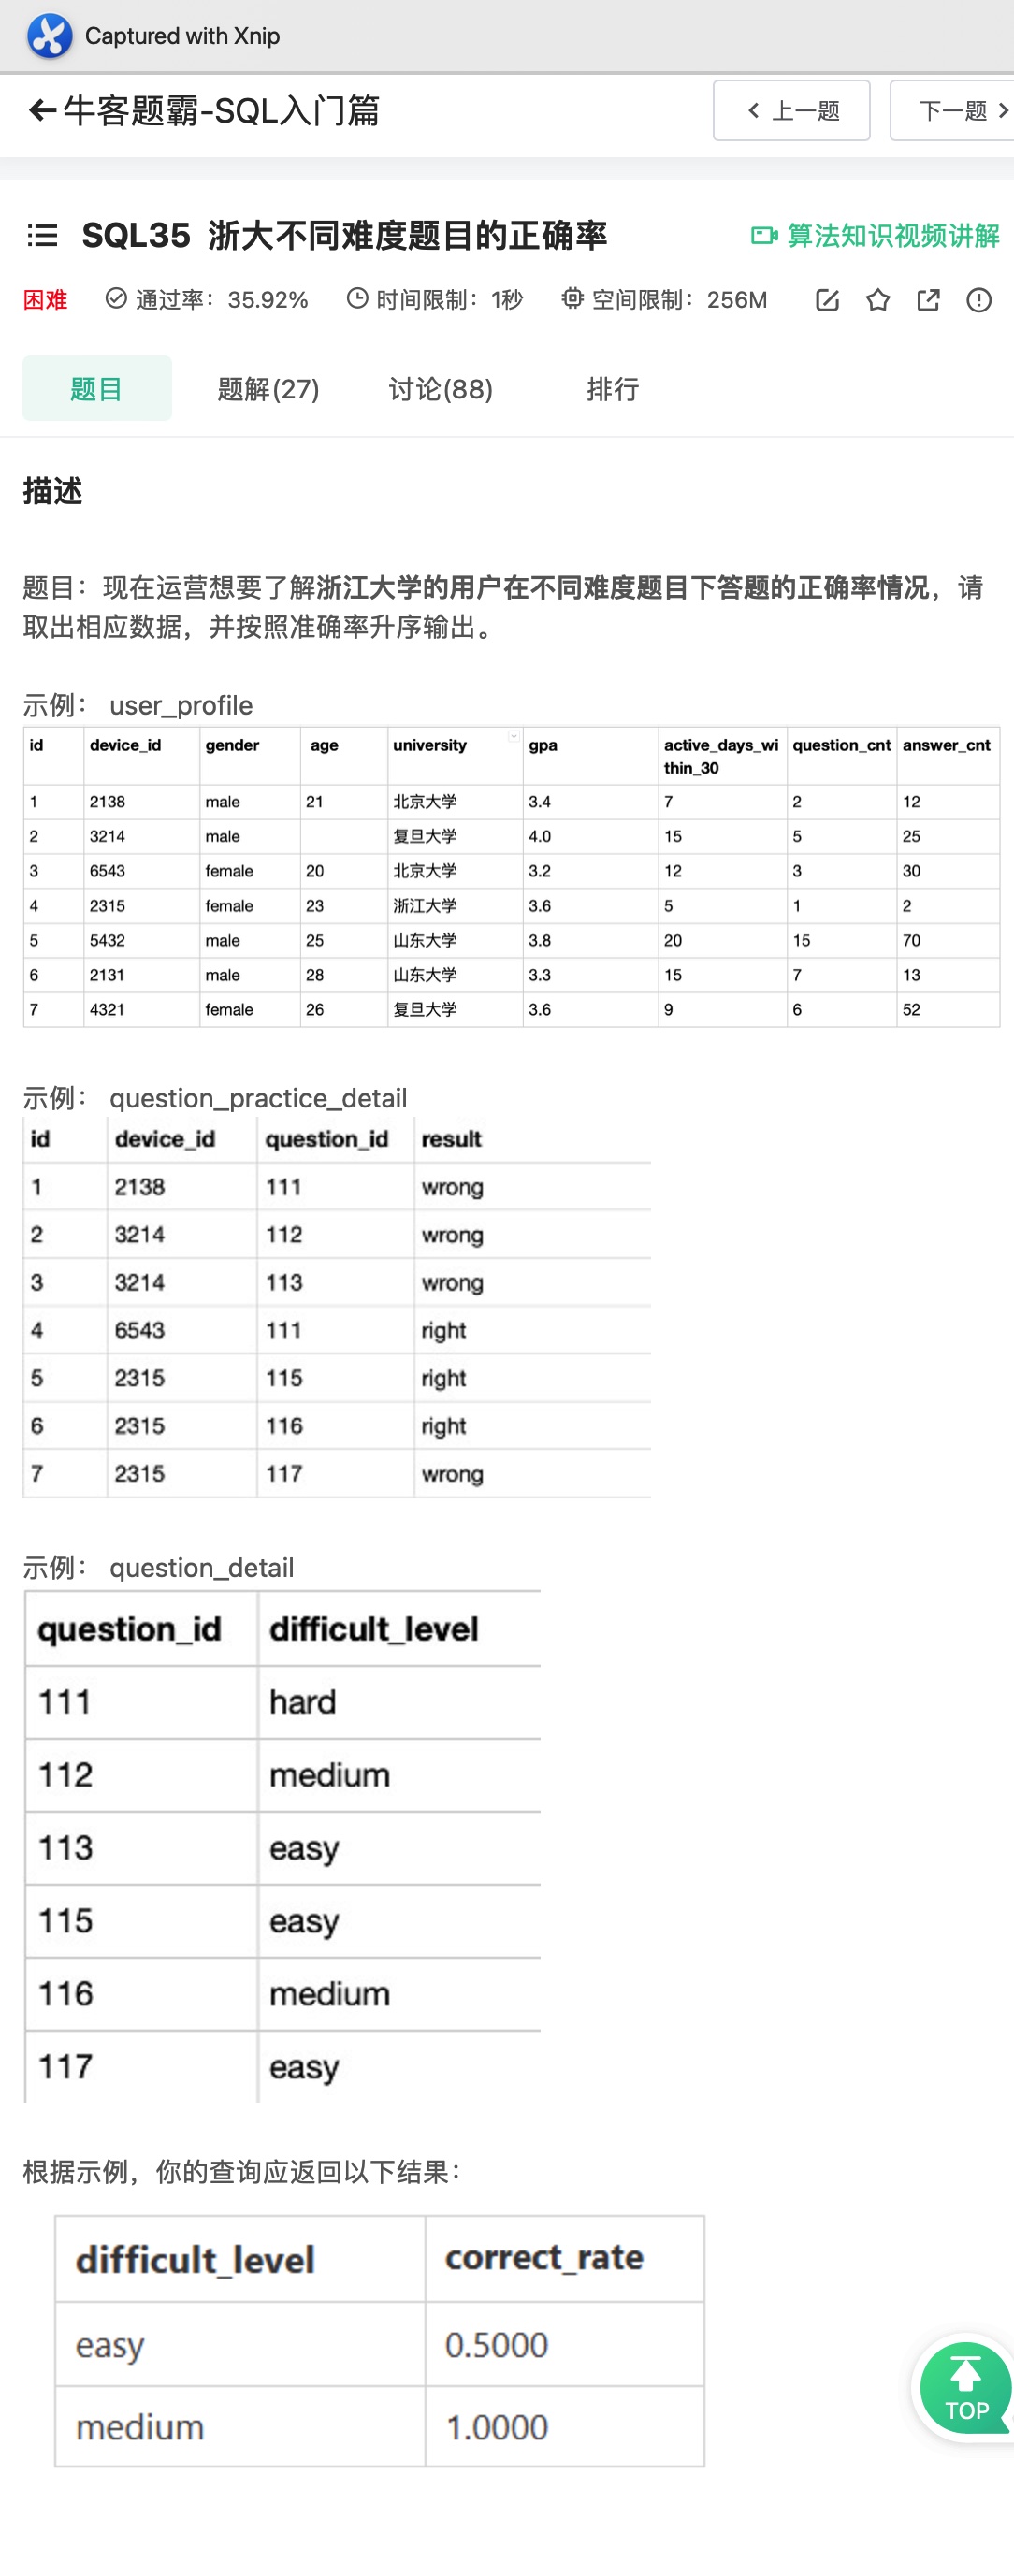 Captured with Xnip
牛客题霸-SQL入门篇
上一题
下一题
SQL35 浙大不同难度题目的正确率
算法知识视频讲解
困难 通过率：35.92% 时间限制：1秒 空间限制：256M
题目 题解(27) 讨论(88) 排行
描述
题目：现在运营想要了解浙江大学的用户在不同难度题目下答题的正确率情况，请
取出相应数据，并按照准确率升序输出。
示例： user_profile
id device_id gender age university gpa active_days_wi question_cnt answer_cnt
thin_30
1 2138 male 21 北京大学 3.4 7 2 12
2 3214 male 复旦大学 4.0 15 5 25
3 6543 female 20 北京大学 3.2 12 3 30
4 2315 female 23 浙江大学 3.6 5 1 2
5 5432 male 25 山东大学 3.8 20 15 70
6 2131 male 28 山东大学 3.3 15 7 13
7 4321 female 26 复旦大学 3.6 9 6 52
示例： question_practice_detail
id device_id question_id result
1 2138 111 wrong
2 3214 112 wrong
3 3214 113 wrong
4 6543 111 right
5 2315 115 right
6 2315 116 right
7 2315 117 wrong
示例： question_detail
question_id difficult_level
111 hard
112 medium
113 easy
115 easy
116 medium
117 easy
根据示例，你的查询应返回以下结果：
difficult_level correct_rate
easy 0.5000
medium 1.0000
TOP